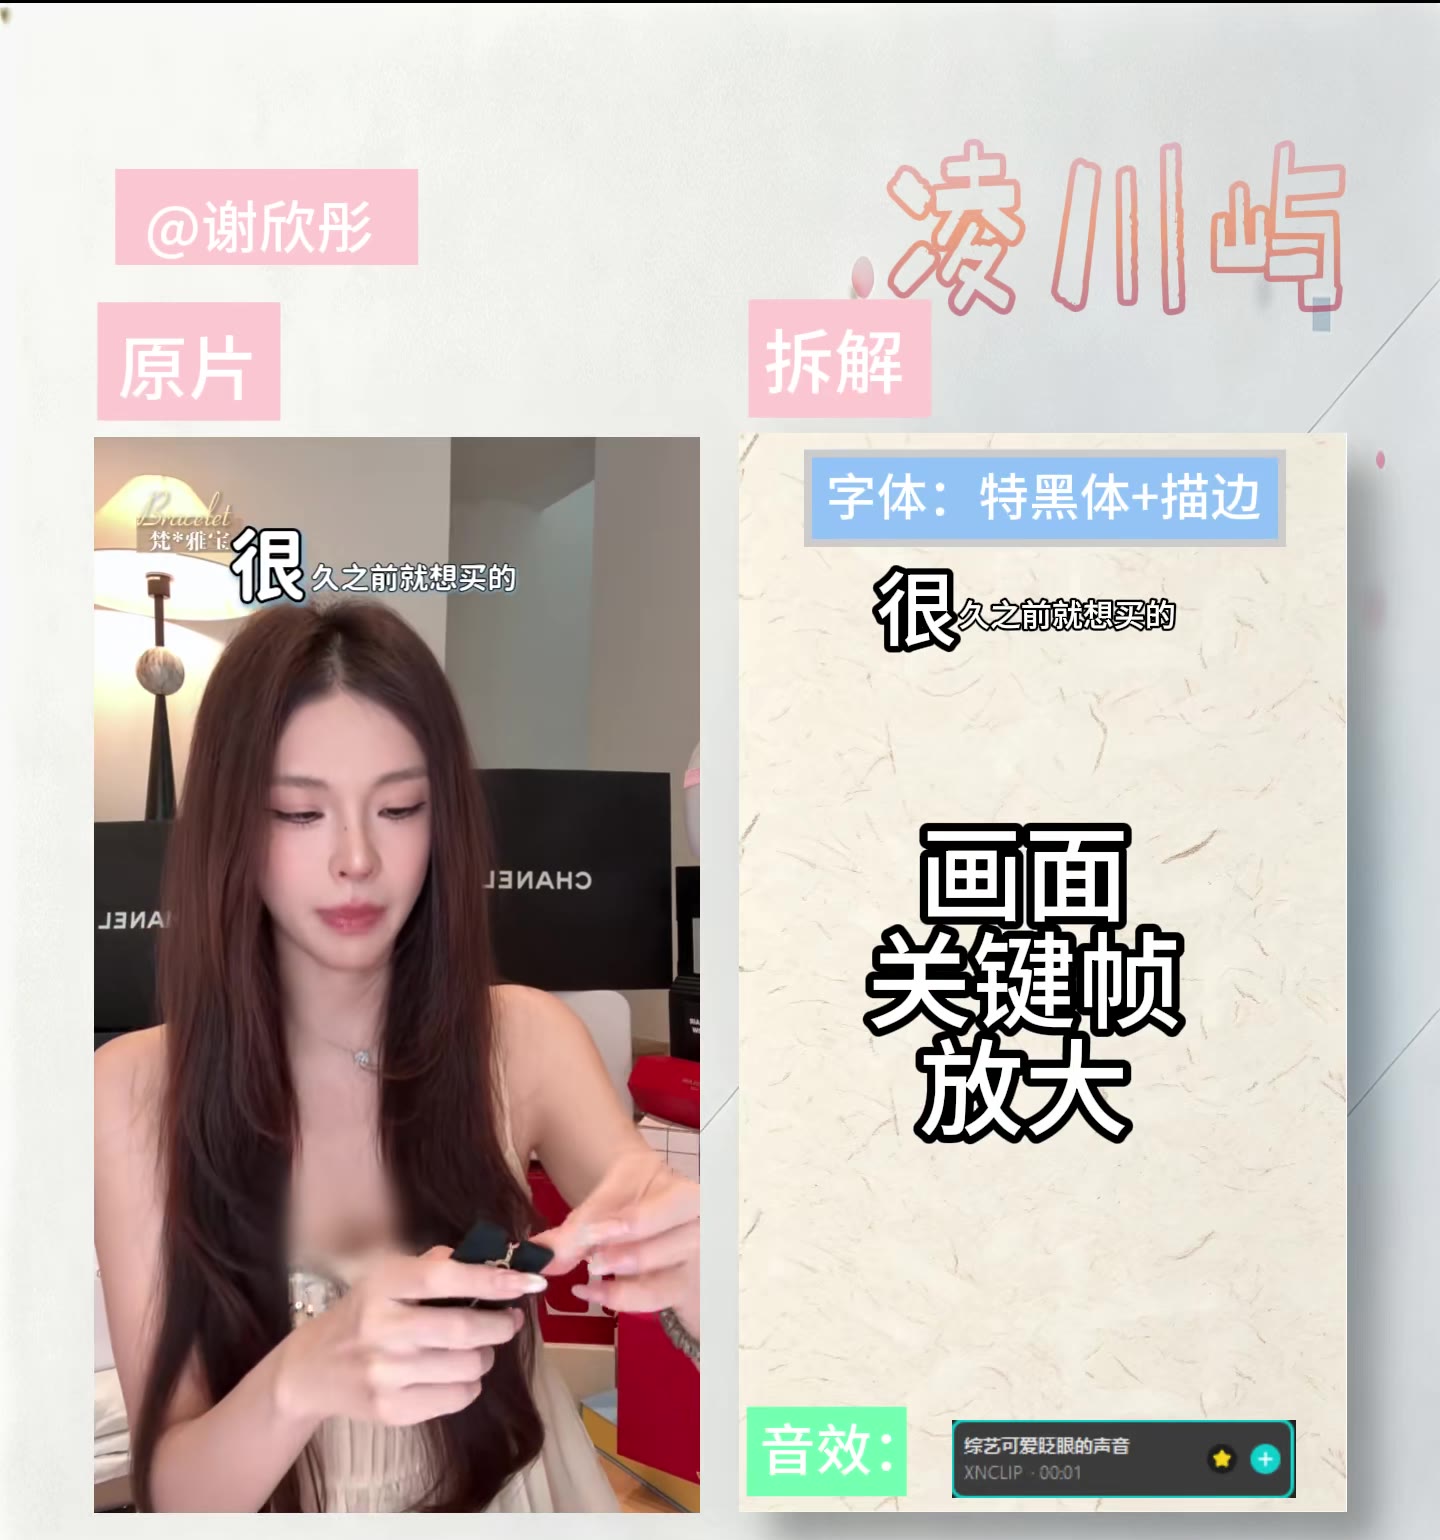 凌川屿
@谢欣彤
原片
拆解
Bracelet
梵*雅宝
很久之前就想买的
CHANEL
CHANEL
字体：特黑体+描边
很久之前就想买的
画面
关键帧
放大
音效：
综艺可爱眨眼的声音
XNCLIP · 00:01